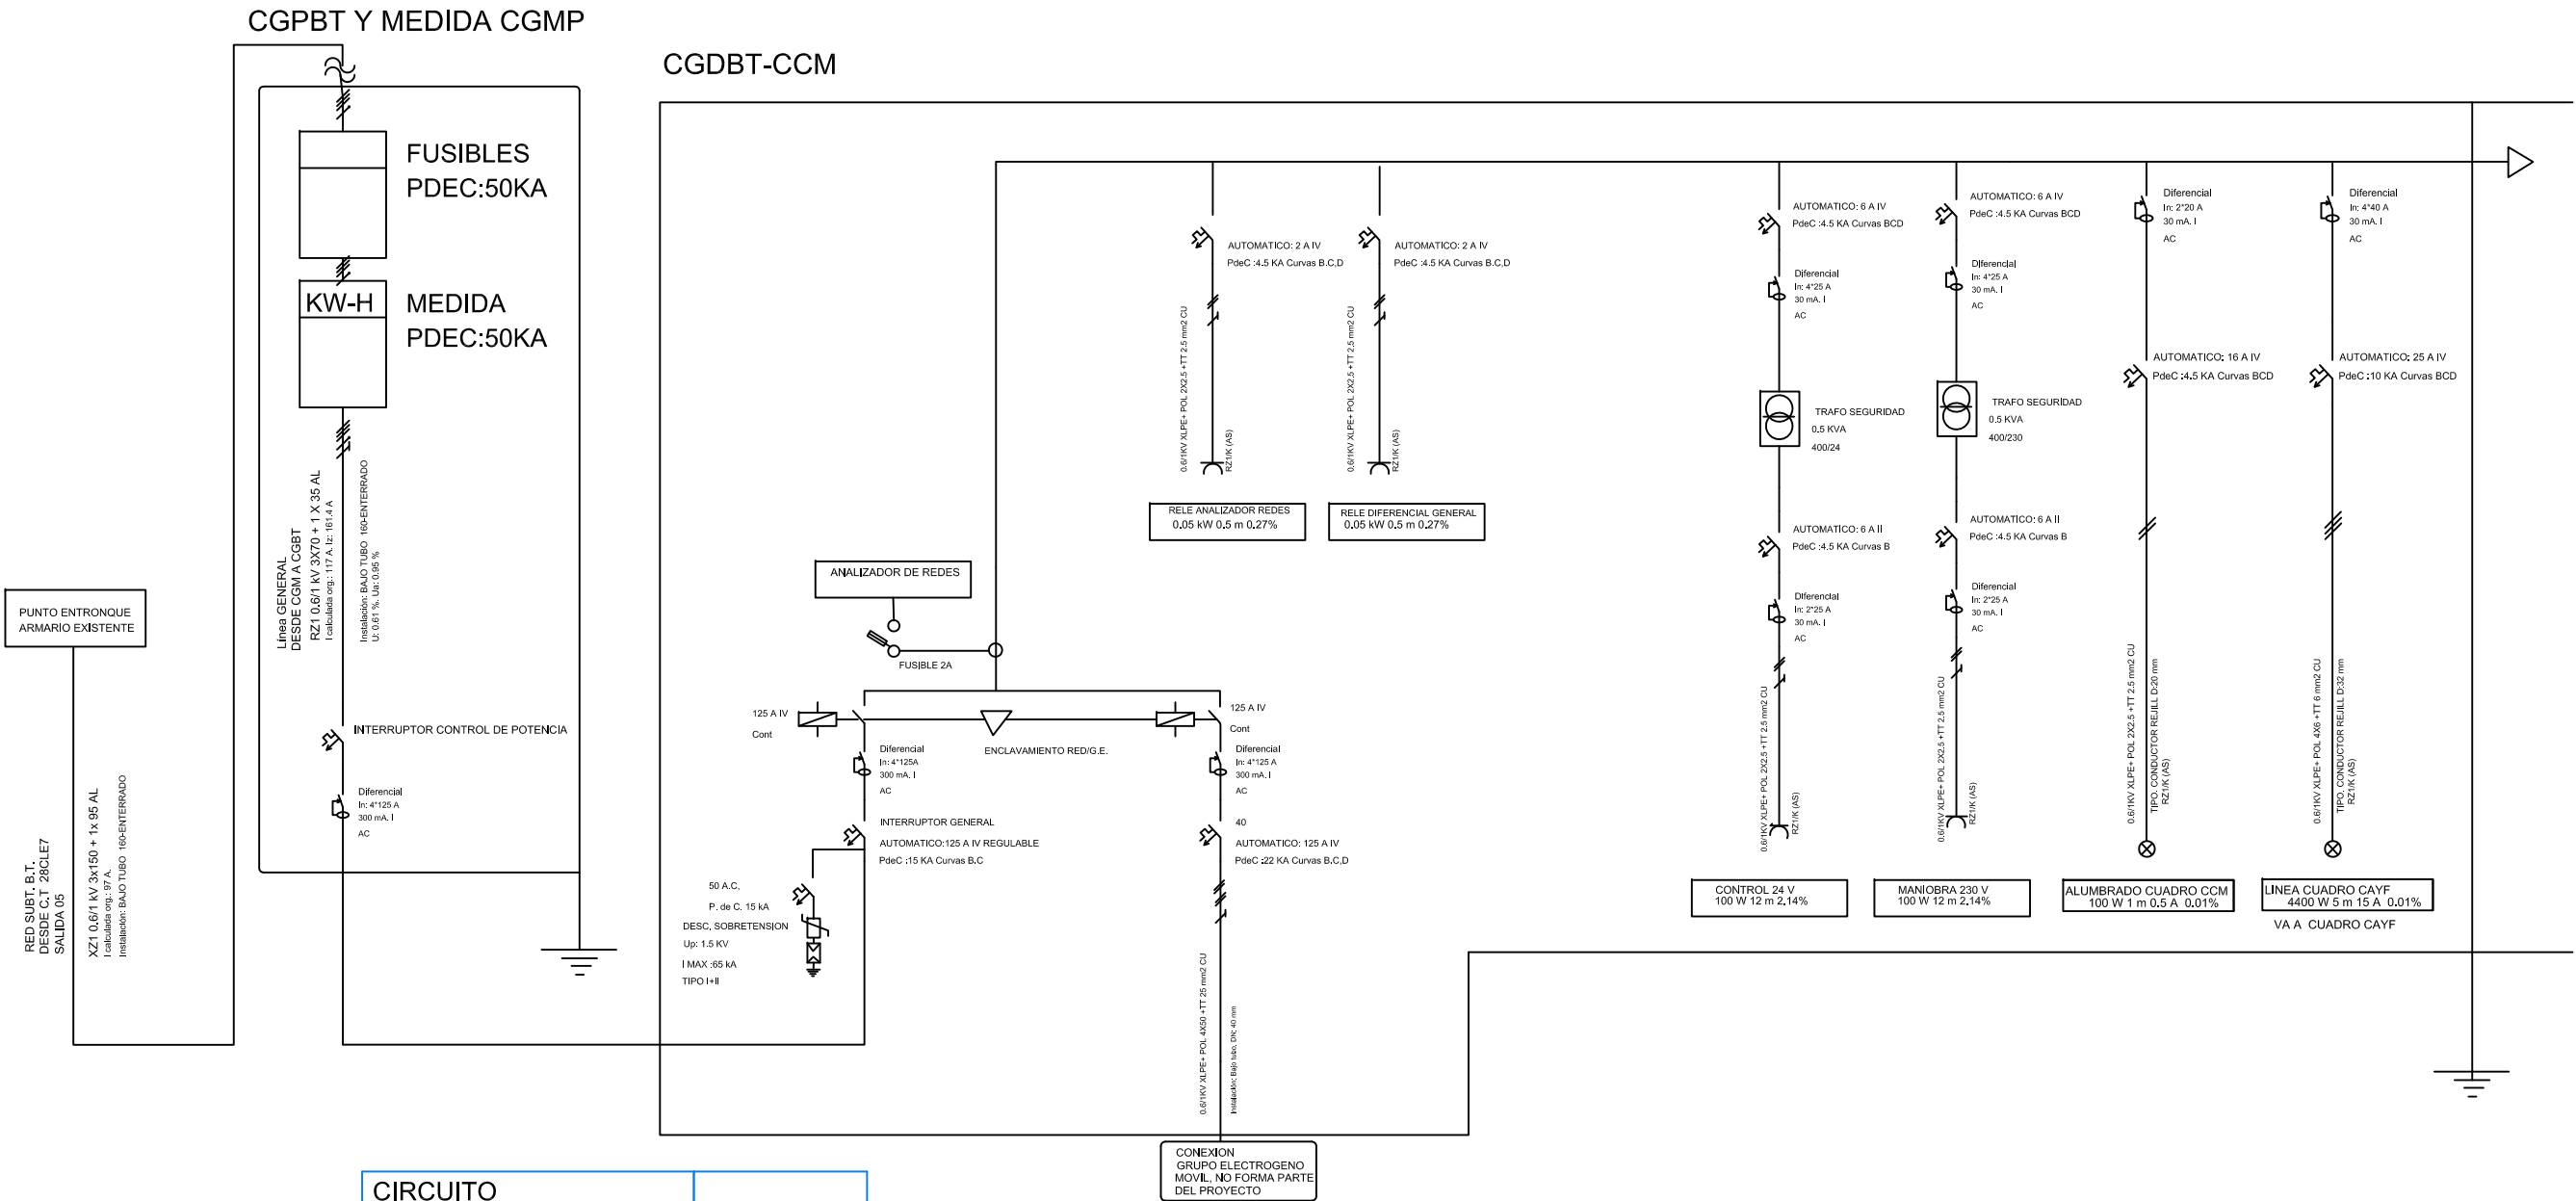 CGPBT Y MEDIDA CGMP
CGDBT-CCM
FUSIBLES
PDEC:50KA
KW-H
MEDIDA
PDEC:50KA
Línea GENERAL
DESDE CGM A CGBT
RZ1 0.6/1 kV 3X70 + 1 X 35 AL
I calculada org.: 117 A. Iz: 161.4 A
Instalación: BAJO TUBO 160-ENTERRADO
U: 0.61 %. Ua: 0.95 %
PUNTO ENTRONQUE
ARMARIO EXISTENTE
RED SUBT. B.T.
DESDE C.T 28CLE7
SALIDA 05
XZ1 0.6/1 kV 3x150 + 1x 95 AL
I calculada org.: 97 A.
Instalación: BAJO TUBO 160-ENTERRADO
INTERRUPTOR CONTROL DE POTENCIA
Diferencial
In: 4*125 A
300 mA. I
AC
ANALIZADOR DE REDES
FUSIBLE 2A
125 A IV
Cont
ENCLAVAMIENTO RED/G.E.
125 A IV
Cont
Diferencial
In: 4*125A
300 mA. I
AC
Diferencial
In: 4*125 A
300 mA. I
AC
INTERRUPTOR GENERAL
AUTOMATICO:125 A IV REGULABLE
PdeC :15 KA Curvas B.C
40
AUTOMATICO: 125 A IV
PdeC :22 KA Curvas B.C,D
50 A.C,
P. de C. 15 kA
DESC, SOBRETENSION
Up: 1.5 KV
I MAX :65 kA
TIPO I+II
0.6/1KV XLPE+ POL 4X50 +TT 25 mm2 CU
Instalación: Bajo tubo, DN: 40 mm
CONEXION
GRUPO ELECTROGENO
MOVIL, NO FORMA PARTE
DEL PROYECTO
AUTOMATICO: 2 A IV
PdeC :4.5 KA Curvas B.C,D
0.6/1KV XLPE+ POL 2X2.5 +TT 2.5 mm2 CU
RZ1/K (AS)
RELE ANALIZADOR REDES
0.05 kW 0.5 m 0.27%
AUTOMATICO: 2 A IV
PdeC :4.5 KA Curvas B.C,D
0.6/1KV XLPE+ POL 2X2.5 +TT 2.5 mm2 CU
RZ1/K (AS)
RELE DIFERENCIAL GENERAL
0.05 kW 0.5 m 0.27%
AUTOMATICO: 6 A IV
PdeC :4.5 KA Curvas BCD
Diferencial
In: 4*25 A
30 mA. I
AC
TRAFO SEGURIDAD
0.5 KVA
400/24
AUTOMATICO: 6 A II
PdeC :4.5 KA Curvas B
Diferencial
In: 2*25 A
30 mA. I
AC
0.6/1KV XLPE+ POL 2X2.5 +TT 2.5 mm2 CU
RZ1/K (AS)
CONTROL 24 V
100 W 12 m 2,14%
AUTOMATICO: 6 A IV
PdeC :4.5 KA Curvas BCD
Diferencial
In: 4*25 A
30 mA. I
AC
TRAFO SEGURIDAD
0.5 KVA
400/230
AUTOMATICO: 6 A II
PdeC :4.5 KA Curvas B
Diferencial
In: 2*25 A
30 mA. I
AC
0.6/1KV XLPE+ POL 2X2.5 +TT 2.5 mm2 CU
RZ1/K (AS)
MANIOBRA 230 V
100 W 12 m 2,14%
Diferencial
In: 2*20 A
30 mA. I
AC
AUTOMATICO: 16 A IV
PdeC :4.5 KA Curvas BCD
0.6/1KV XLPE+ POL 2X2.5 +TT 2.5 mm2 CU
TIPO. CONDUCTOR REJILL D:20 mm
RZ1/K (AS)
ALUMBRADO CUADRO CCM
100 W 1 m 0.5 A 0.01%
Diferencial
In: 4*40 A
30 mA. I
AC
AUTOMATICO: 25 A IV
PdeC :10 KA Curvas BCD
0.6/1KV XLPE+ POL 4X6 +TT 6 mm2 CU
TIPO. CONDUCTOR REJILL D:32 mm
RZ1/K (AS)
LINEA CUADRO CAYF
4400 W 5 m 15 A 0.01%
VA A CUADRO CAYF
CIRCUITO